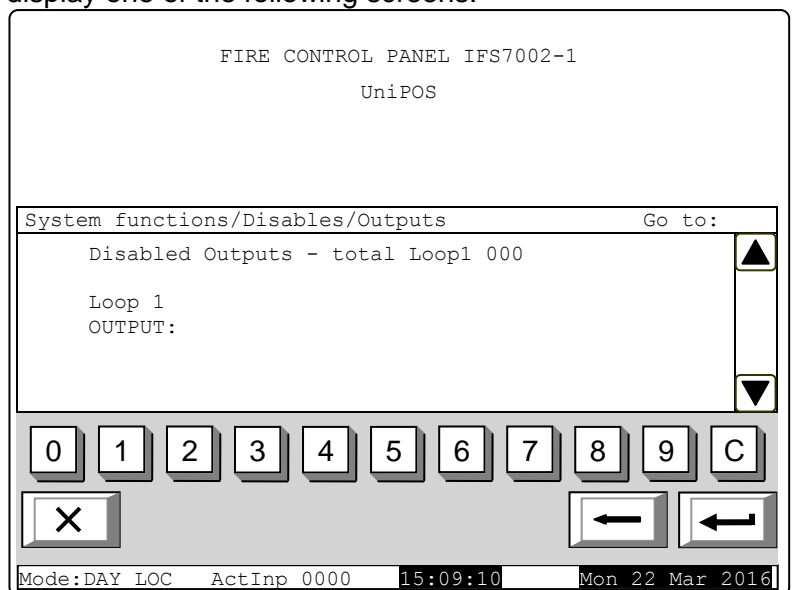 display one of the following screens:
FIRE CONTROL PANEL IFS7002-1
UniPOS
System functions/Disables/Outputs Go to:
Disabled Outputs - total Loop1 000
Loop 1
OUTPUT:
0 1 2 3 4 5 6 7 8 9 C
Mode:DAY LOC ActInp 0000 15:09:10 Mon 22 Mar 2016